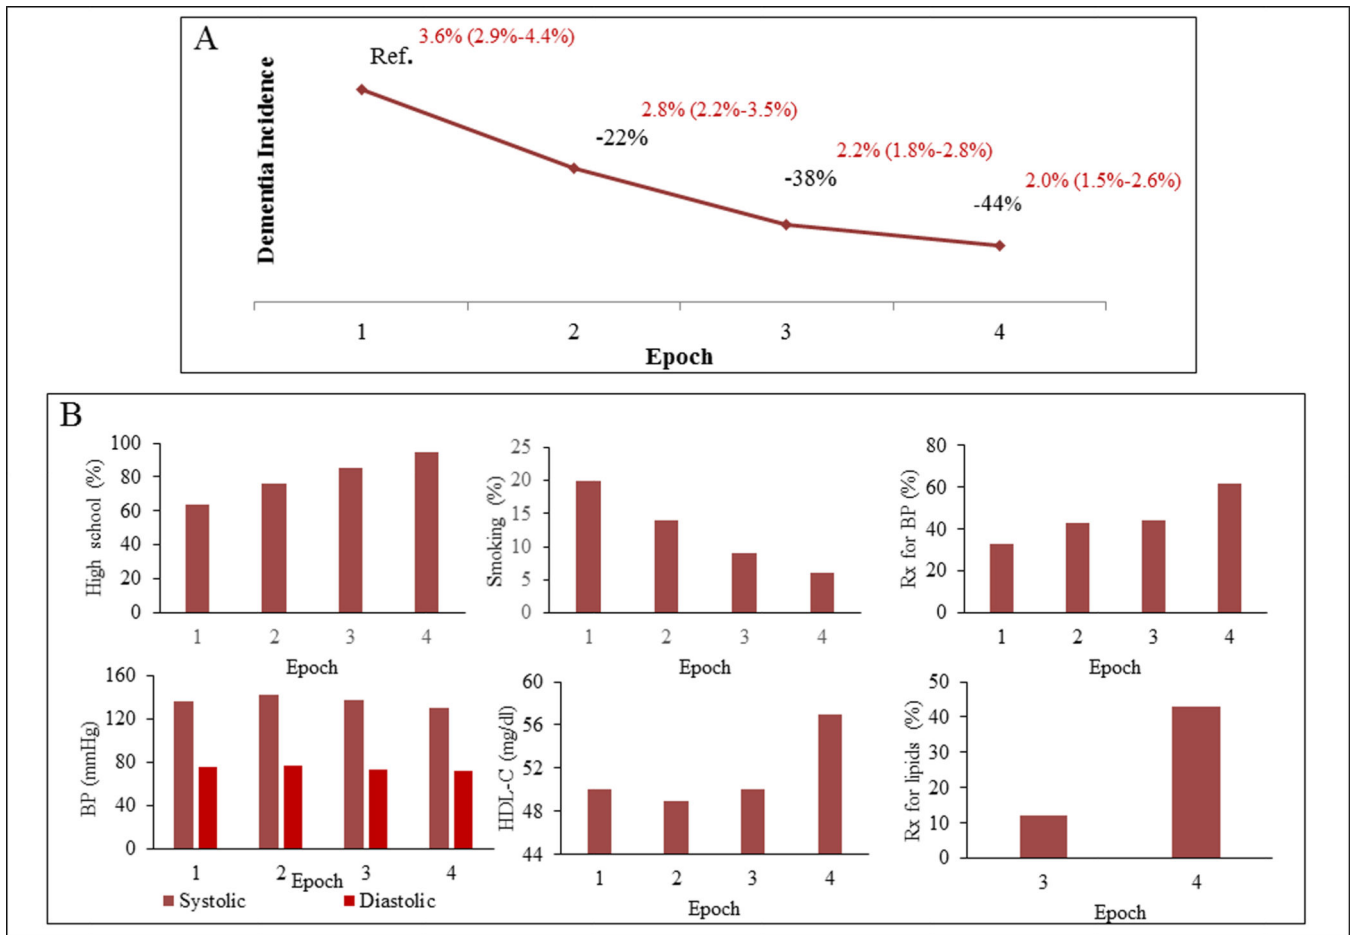 A
3.6% (2.9%-4.4%)
Ref.
2.8% (2.2%-3.5%)
-22%
2.2% (1.8%-2.8%)
-38%
2.0% (1.5%-2.6%)
-44%
Dementia Incidence
1 2 3 4
Epoch
B
High school (%)
100
80
60
40
20
0
1 2 3 4
Epoch
Smoking (%)
25
20
15
10
5
0
1 2 3 4
Epoch
Rx for BP (%)
80
60
40
20
0
1 2 3 4
Epoch
BP (mmHg)
160
120
80
40
0
1 2 3 4
Epoch
Systolic Diastolic
HDL-C (mg/dl)
60
56
52
48
44
1 2 3 4
Epoch
Rx for lipids (%)
50
40
30
20
10
0
3 4
Epoch